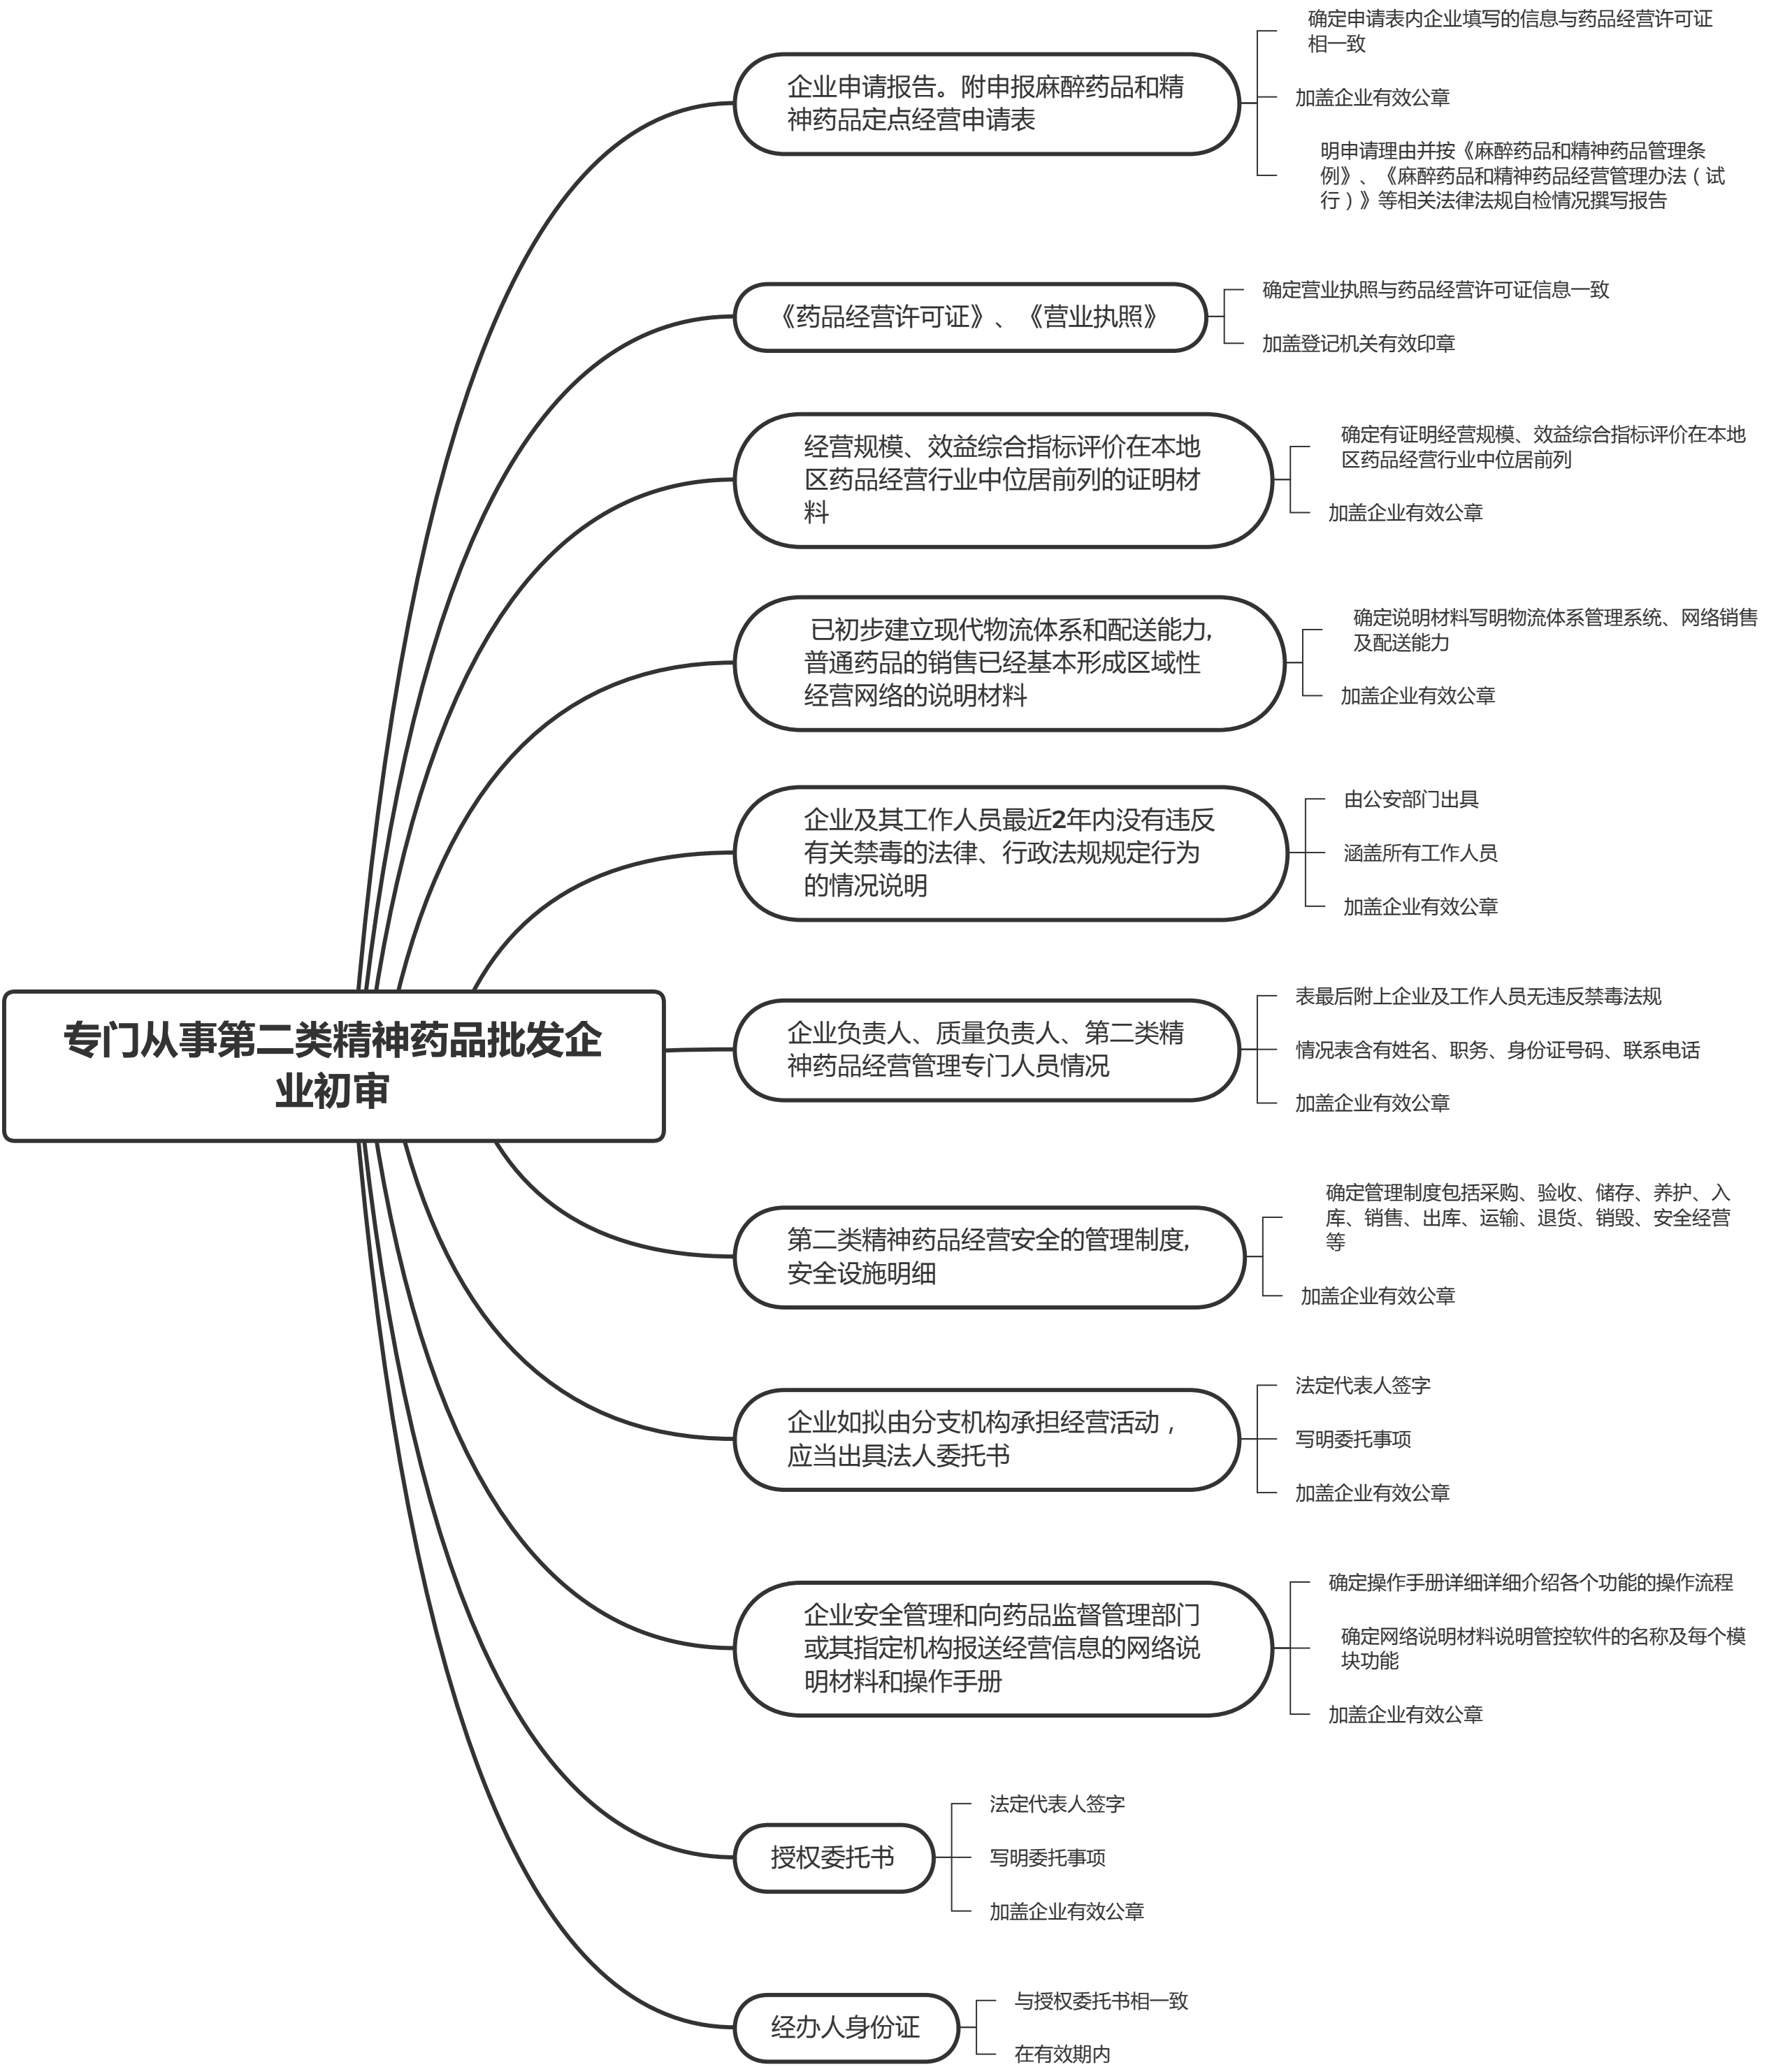 专门从事第二类精神药品批发企
业初审
企业申请报告。附申报麻醉药品和精
神药品定点经营申请表
确定申请表内企业填写的信息与药品经营许可证
相一致
加盖企业有效公章
明申请理由并按《麻醉药品和精神药品管理条
例》、《麻醉药品和精神药品经营管理办法（试
行）》等相关法律法规自检情况撰写报告
《药品经营许可证》、《营业执照》
确定营业执照与药品经营许可证信息一致
加盖登记机关有效印章
经营规模、效益综合指标评价在本地
区药品经营行业中位居前列的证明材
料
确定有证明经营规模、效益综合指标评价在本地
区药品经营行业中位居前列
加盖企业有效公章
已初步建立现代物流体系和配送能力,
普通药品的销售已经基本形成区域性
经营网络的说明材料
确定说明材料写明物流体系管理系统、网络销售
及配送能力
加盖企业有效公章
企业及其工作人员最近2年内没有违反
有关禁毒的法律、行政法规规定行为
的情况说明
由公安部门出具
涵盖所有工作人员
加盖企业有效公章
企业负责人、质量负责人、第二类精
神药品经营管理专门人员情况
表最后附上企业及工作人员无违反禁毒法规
情况表含有姓名、职务、身份证号码、联系电话
加盖企业有效公章
第二类精神药品经营安全的管理制度,
安全设施明细
确定管理制度包括采购、验收、储存、养护、入
库、销售、出库、运输、退货、销毁、安全经营
等
加盖企业有效公章
企业如拟由分支机构承担经营活动，
应当出具法人委托书
法定代表人签字
写明委托事项
加盖企业有效公章
企业安全管理和向药品监督管理部门
或其指定机构报送经营信息的网络说
明材料和操作手册
确定操作手册详细详细介绍各个功能的操作流程
确定网络说明材料说明管控软件的名称及每个模
块功能
加盖企业有效公章
授权委托书
法定代表人签字
写明委托事项
加盖企业有效公章
经办人身份证
与授权委托书相一致
在有效期内